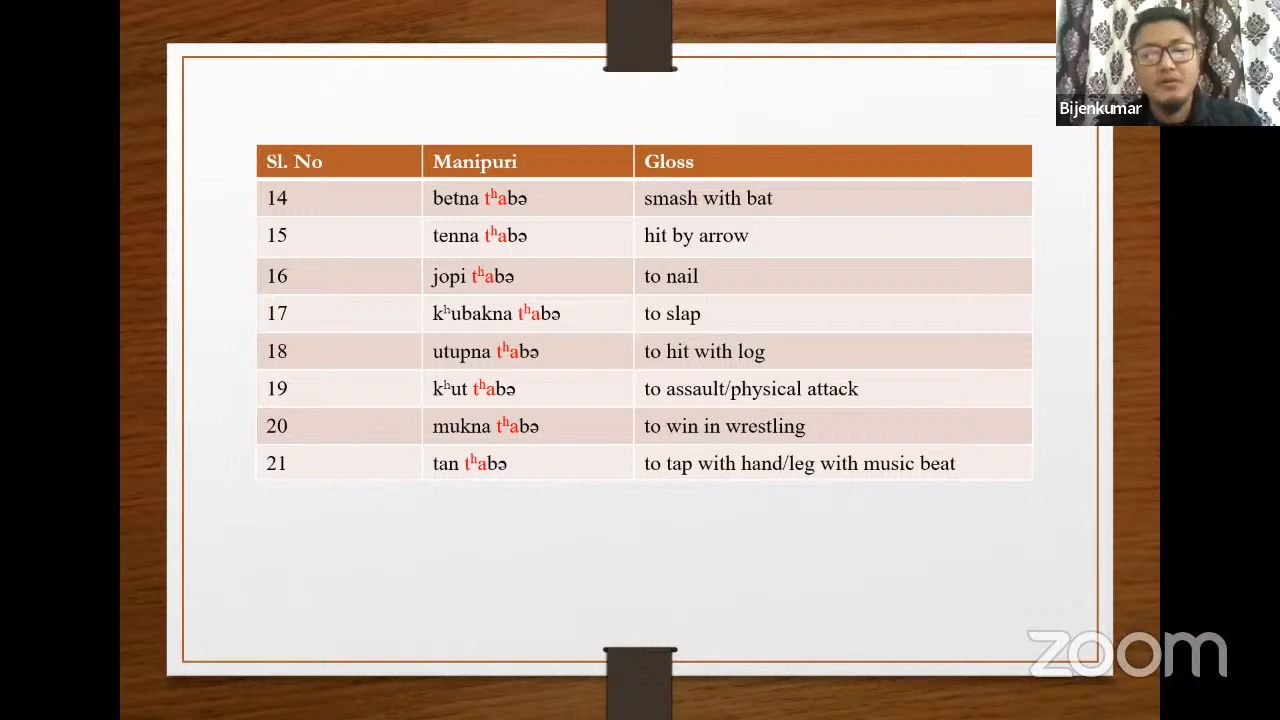 Bijenkumar
Sl. No Manipuri Gloss
14 betna tʰabə smash with bat
15 tenna tʰabə hit by arrow
16 jopi tʰabə to nail
17 kʰubakna tʰabə to slap
18 utupna tʰabə to hit with log
19 kʰut tʰabə to assault/physical attack
20 mukna tʰabə to win in wrestling
21 tan tʰabə to tap with hand/leg with music beat
zoom